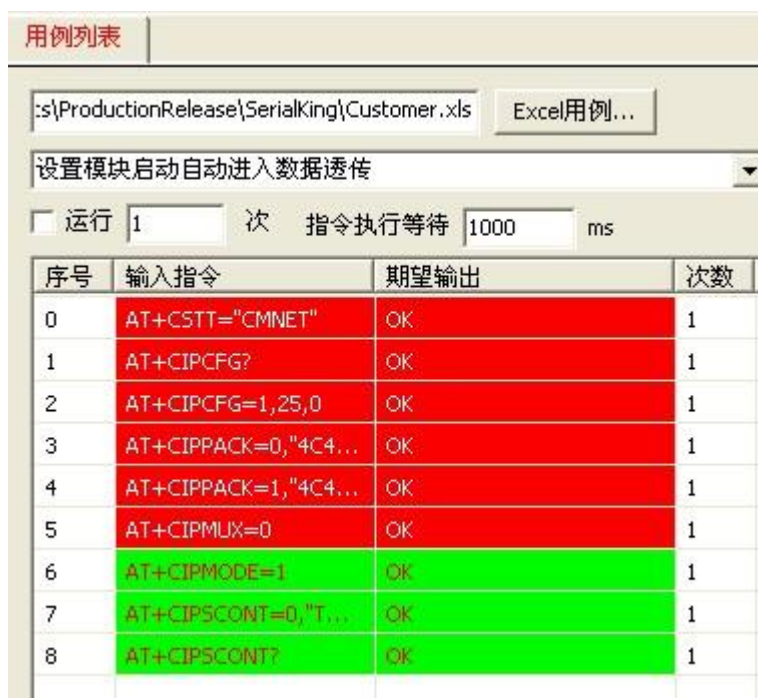 用例列表
:s\ProductionRelease\SerialKing\Customer.xls Excel用例...
设置模块启动自动进入数据透传
运行 1 次 指令执行等待 1000 ms
序号 输入指令 期望输出 次数
0 AT+CSTT="CMNET" OK 1
1 AT+CIPCFG? OK 1
2 AT+CIPCFG=1,25,0 OK 1
3 AT+CIPPACK=0,"4C4... OK 1
4 AT+CIPPACK=1,"4C4... OK 1
5 AT+CIPMUX=0 OK 1
6 AT+CIPMODE=1 OK 1
7 AT+CIPSCONT=0,"T... OK 1
8 AT+CIPSCONT? OK 1